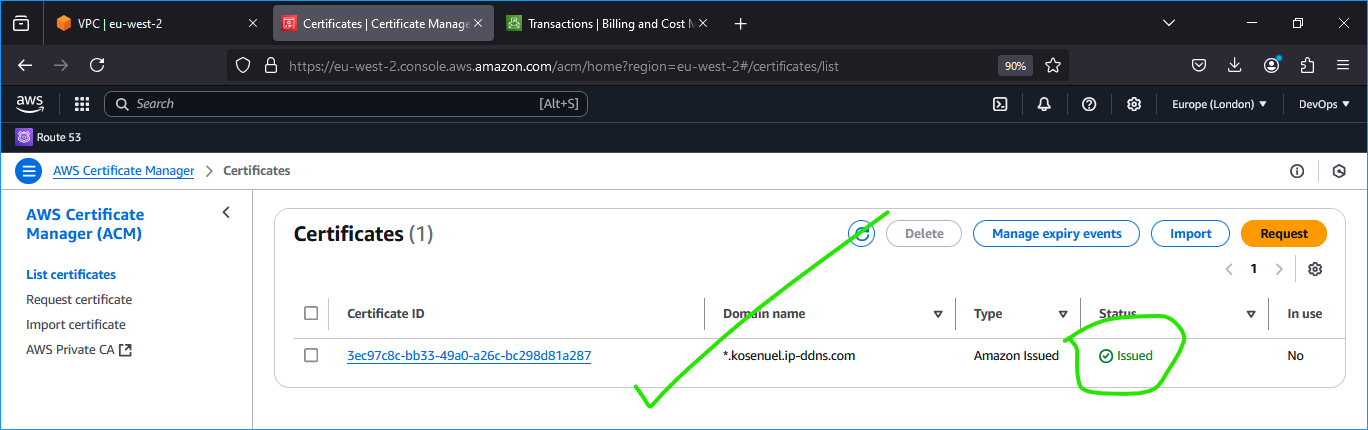 VPC | eu-west-2
Certificates | Certificate Manage
Transactions | Billing and Cost M
https://eu-west-2.console.aws.amazon.com/acm/home?region=eu-west-2#/certificates/list
90%
aws
Search
[Alt+S]
Europe (London)
DevOps
Route 53
AWS Certificate Manager
Certificates
AWS Certificate
Manager (ACM)
List certificates
Request certificate
Import certificate
AWS Private CA
Certificates (1)
Delete
Manage expiry events
Import
Request
1
Certificate ID
Domain name
Type
Status
In use
3ec97c8c-bb33-49a0-a26c-bc298d81a287
*.kosenuel.ip-ddns.com
Amazon Issued
Issued
No